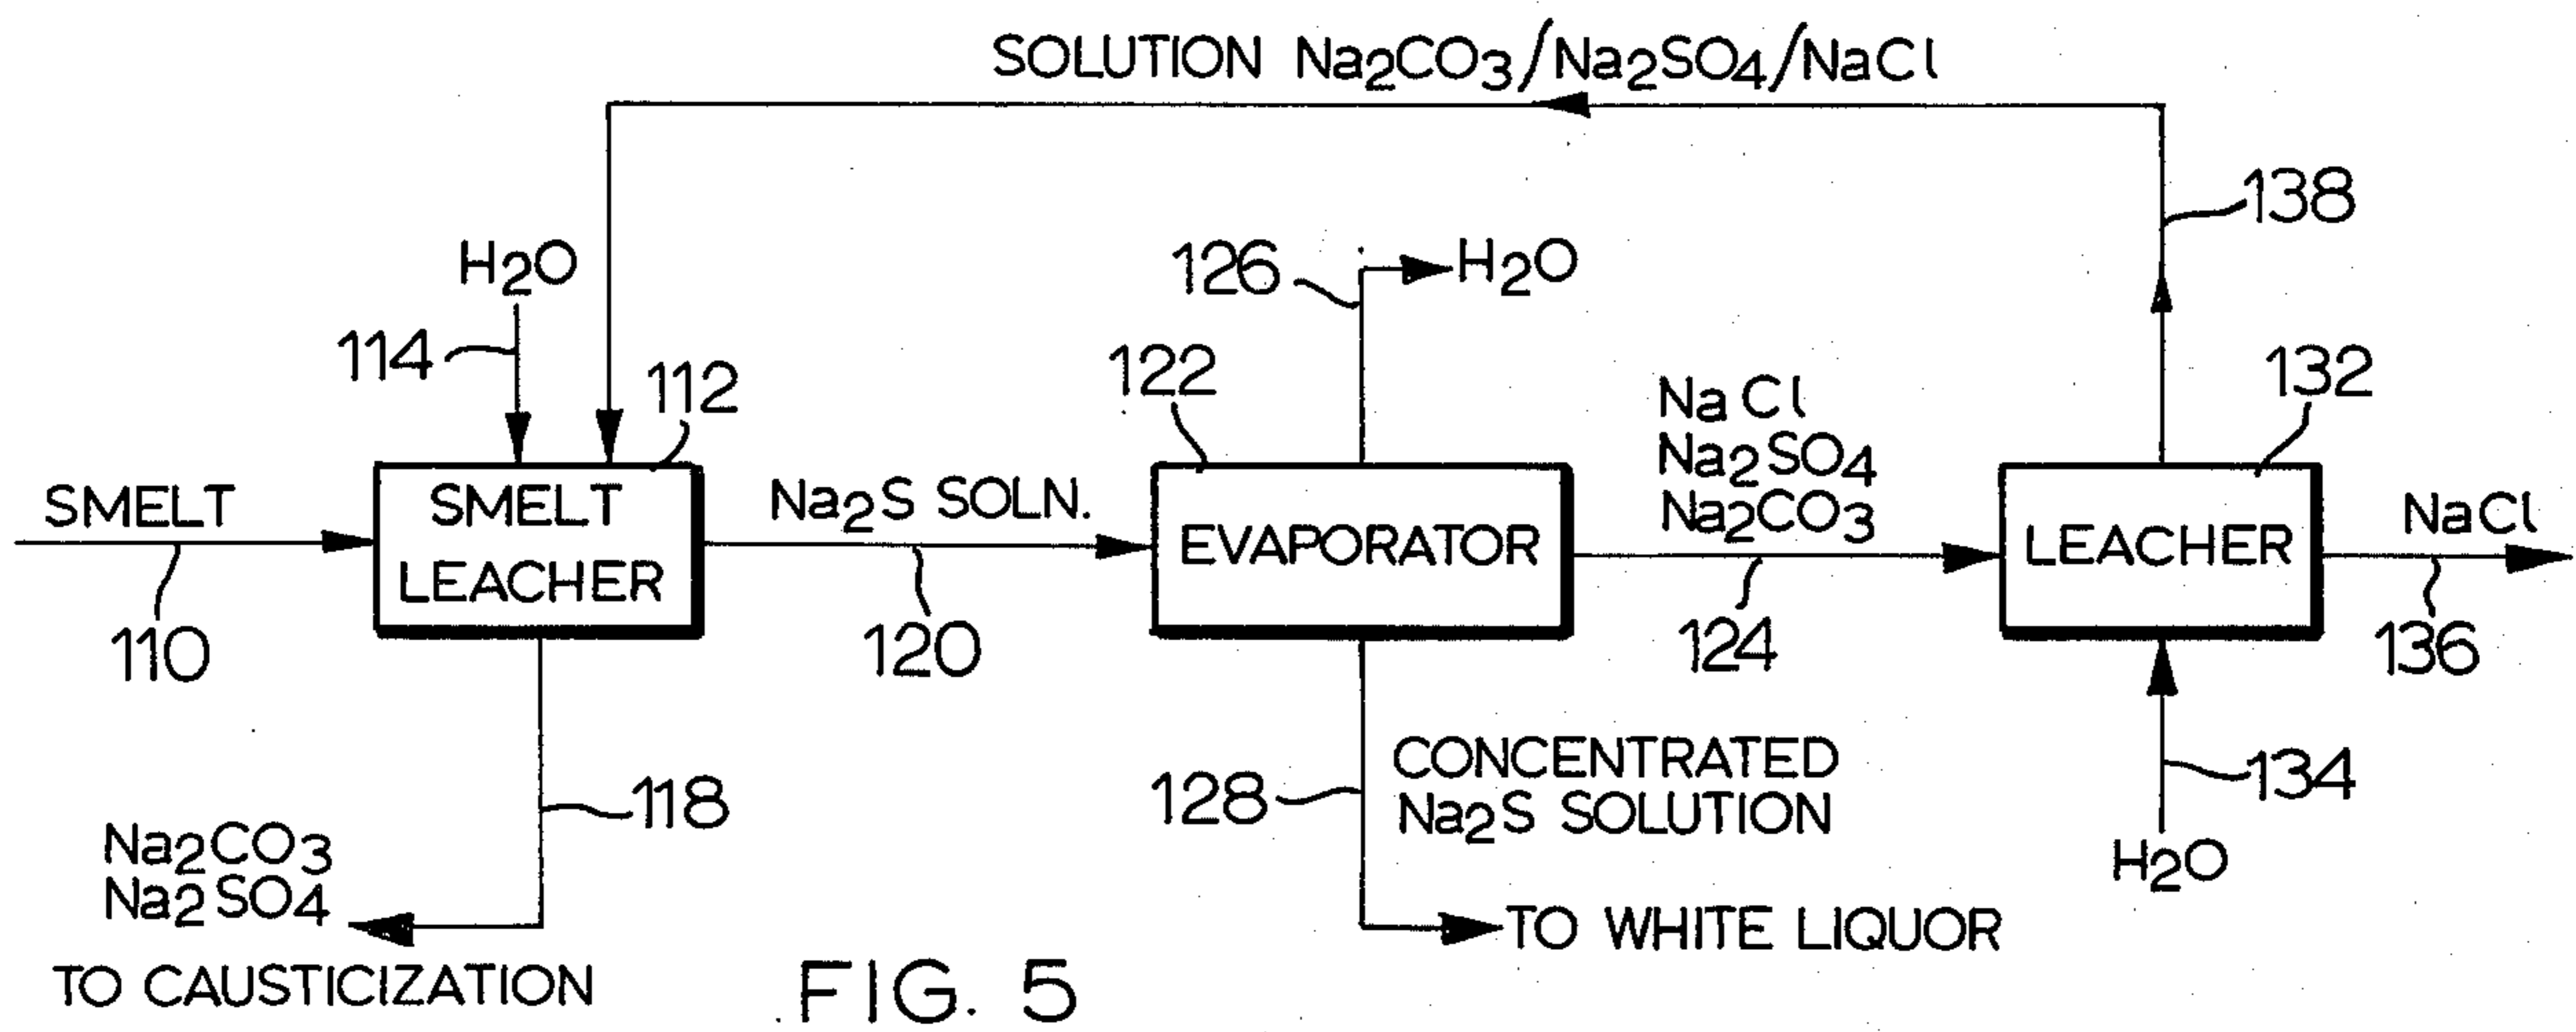 SOLUTION Na2CO3/Na2SO4/NaCl
138
H2O
126
H2O
114
112
122
132
NaCl
Na2SO4
Na2CO3
SMELT
SMELT
LEACHER
Na2S SOLN.
EVAPORATOR
LEACHER
NaCl
110
120
124
136
118
128
CONCENTRATED
Na2S SOLUTION
134
H2O
Na2CO3
Na2SO4
TO WHITE LIQUOR
TO CAUSTICIZATION
FIG. 5